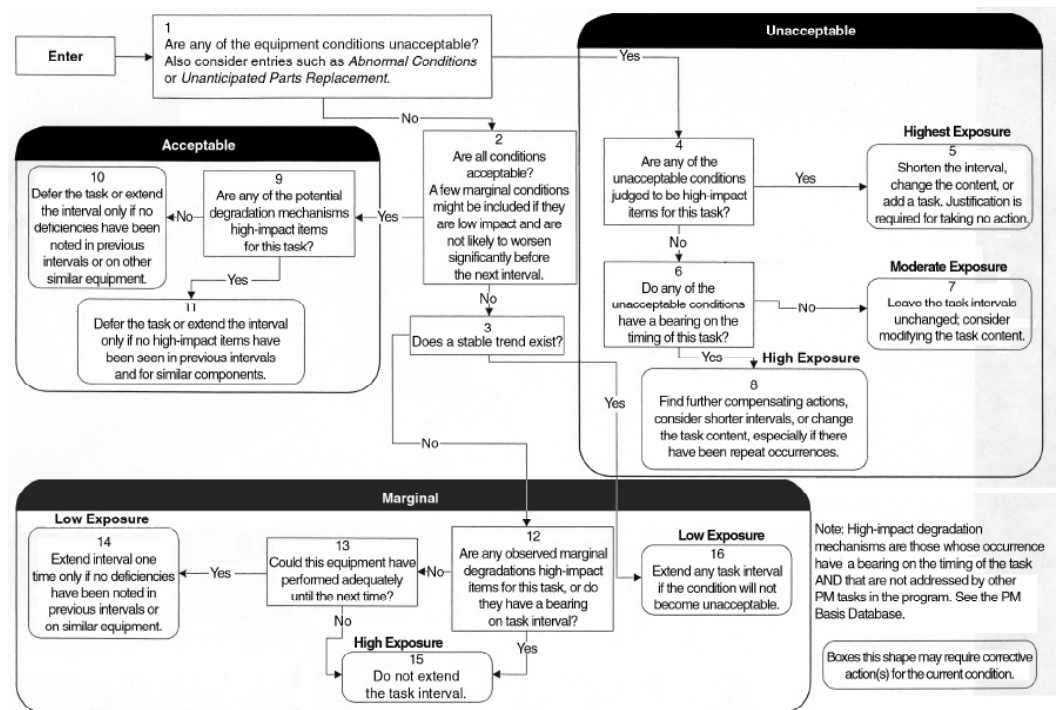 Enter
1
Are any of the equipment conditions unacceptable?
Also consider entries such as Abnormal Conditions
or Unanticipated Parts Replacement.
Yes
No
Unacceptable
4
Are any of the
unacceptable conditions
judged to be high-impact
items for this task?
Yes
Highest Exposure
5
Shorten the interval,
change the content, or
add a task. Justification is
required for taking no action.
No
6
Do any of the
unacceptable conditions
have a bearing on the
timing of this task?
No
Moderate Exposure
7
Leave the task intervals
unchanged; consider
modifying the task content.
Yes
High Exposure
8
Find further compensating actions,
consider shorter intervals, or change
the task content, especially if there
have been repeat occurrences.
2
Are all conditions
acceptable?
A few marginal conditions
might be included if they
are low impact and are
not likely to worsen
significantly before
the next interval.
Yes
No
Acceptable
9
Are any of the potential
degradation mechanisms
high-impact items
for this task?
No
10
Defer the task or extend
the interval only if no
deficiencies have been
noted in previous
intervals or on other
similar equipment.
Yes
11
Defer the task or extend the interval
only if no high-impact items have
been seen in previous intervals
and for similar components.
3
Does a stable trend exist?
Yes
No
Marginal
12
Are any observed marginal
degradations high-impact
items for this task, or do
they have a bearing
on task interval?
No
Yes
13
Could this equipment have
performed adequately
until the next time?
Yes
No
Low Exposure
14
Extend interval one
time only if no deficiencies
have been noted in
previous intervals or
on similar equipment.
High Exposure
15
Do not extend
the task interval.
Low Exposure
16
Extend any task interval
if the condition will not
become unacceptable.
Note: High-impact degradation
mechanisms are those whose occurrence
have a bearing on the timing of the task
AND that are not addressed by other
PM tasks in the program. See the PM
Basis Database.
Boxes this shape may require corrective
action(s) for the current condition.